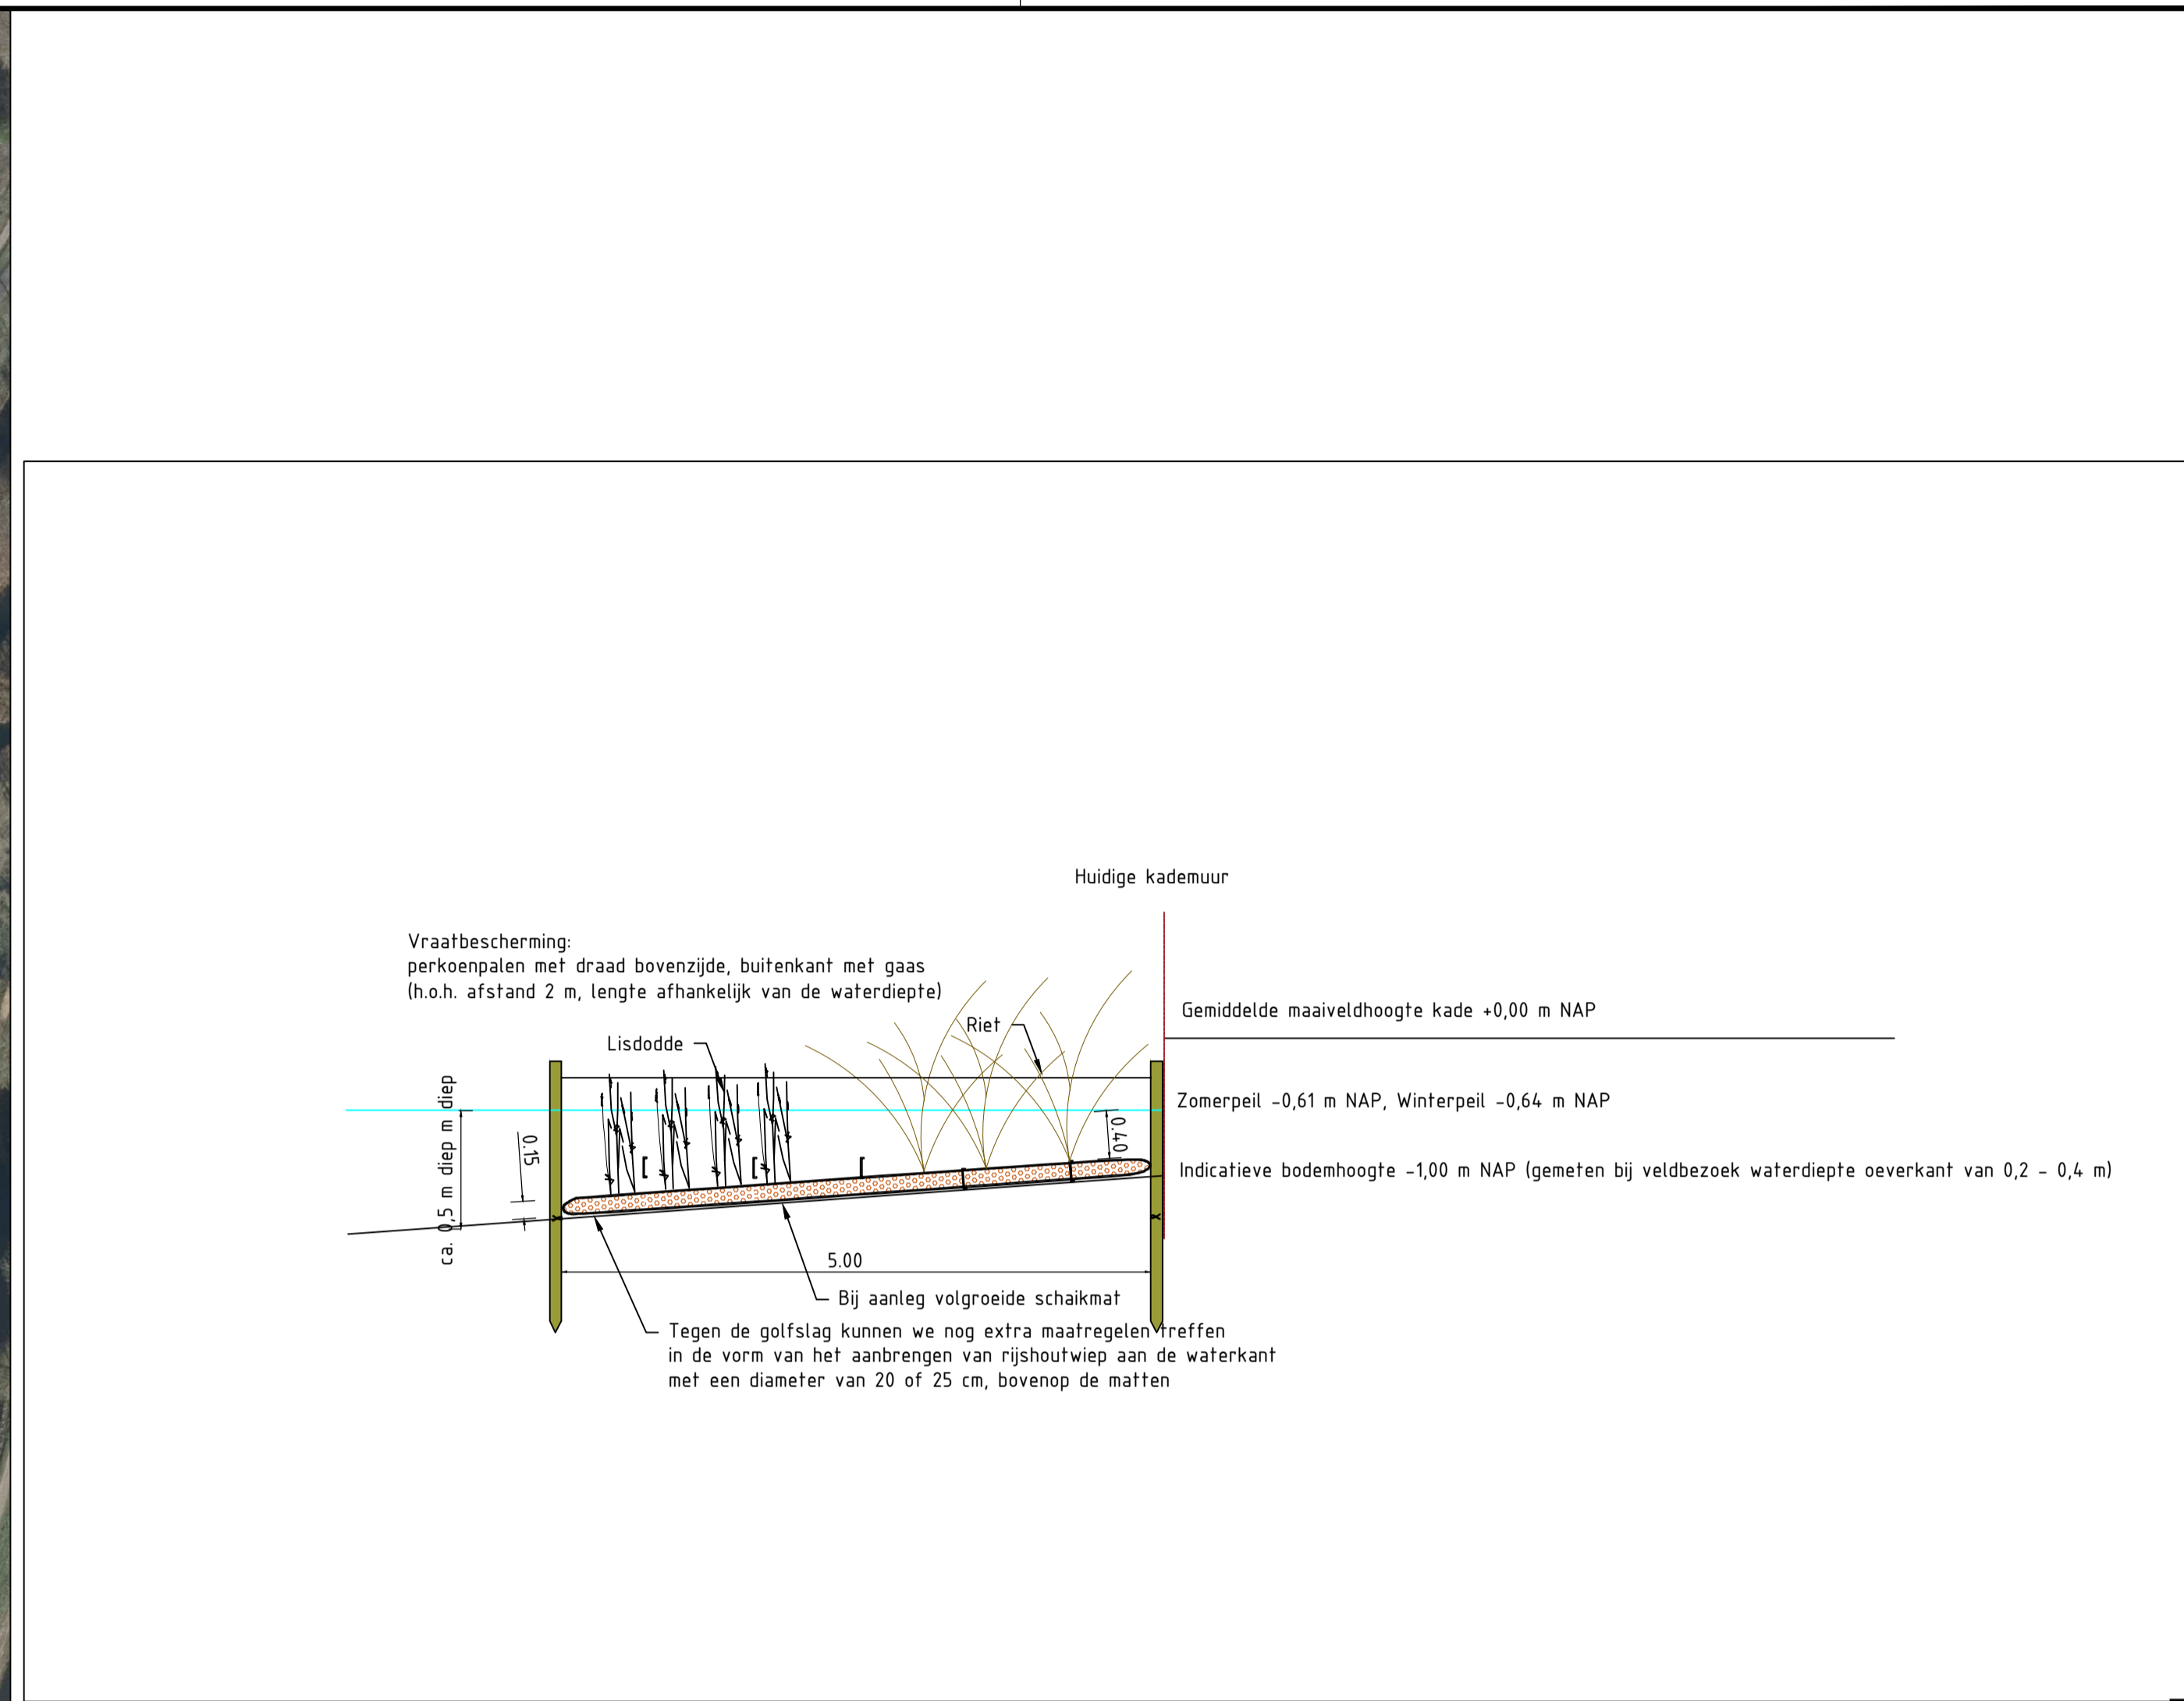 Huidige kademuur
Vraatbescherming:
perkoenpalen met draad bovenzijde, buitenkant met gaas
(h.o.h. afstand 2 m, lengte afhankelijk van de waterdiepte)
Gemiddelde maaiveldhoogte kade +0,00 m NAP
Riet
Lisdodde
Zomerpeil -0,61 m NAP, Winterpeil -0,64 m NAP
ca. 0,5 m diep m diep
0.15
0.40
Indicatieve bodemhoogte -1,00 m NAP (gemeten bij veldbezoek waterdiepte oeverkant van 0,2 - 0,4 m)
5.00
Bij aanleg volgroeide schaikmat
Tegen de golfslag kunnen we nog extra maatregelen treffen
in de vorm van het aanbrengen van rijshoutwiep aan de waterkant
met een diameter van 20 of 25 cm, bovenop de matten